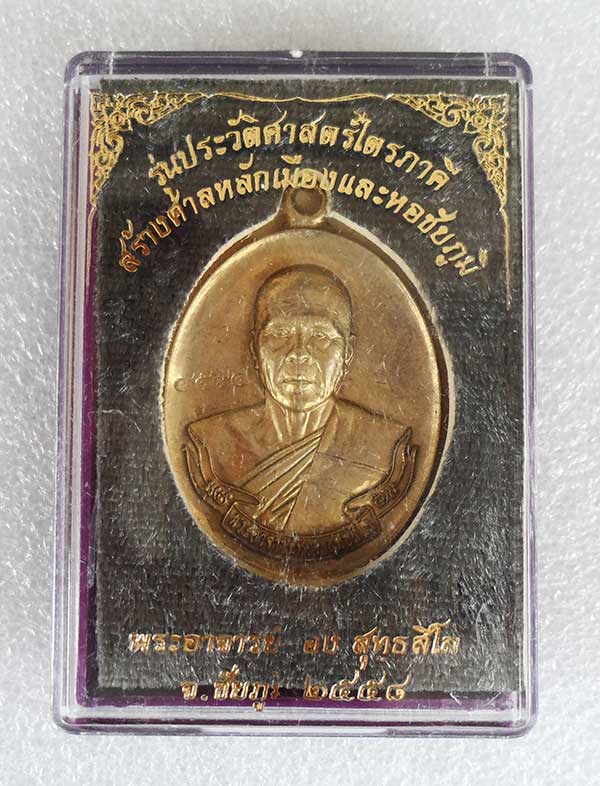 รุ่นประวัติศาสตร์ไตรภาคี
สร้างศาลหลักเมืองและหอชัยภูมิ
พระอาจารย์ สุทธสีโล
จ.ชัยภูมิ ๒๕๕๘